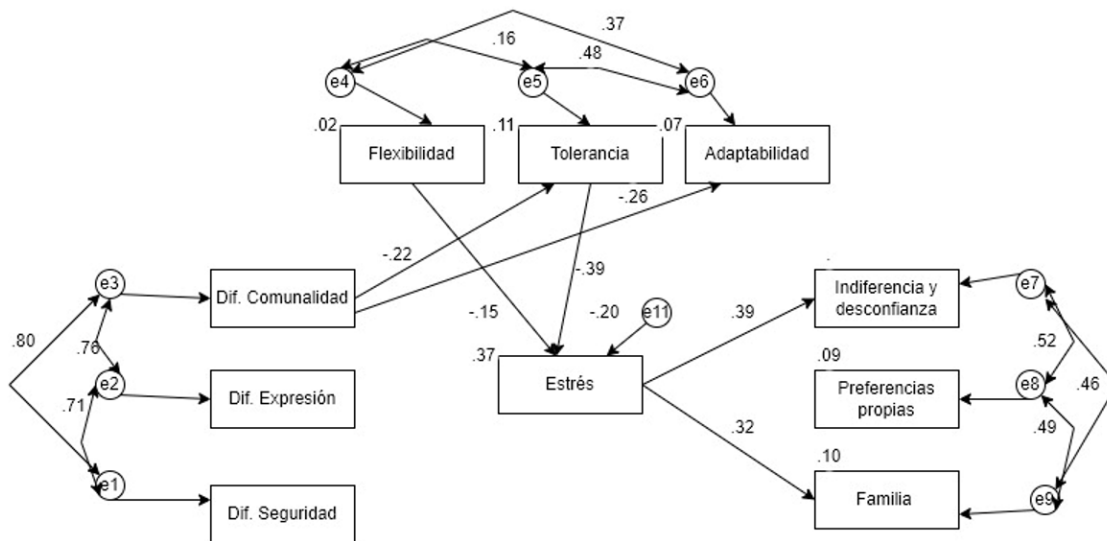 .37
.16
.48
e4
e5
e6
.02
.11
.07
Flexibilidad
Tolerancia
Adaptabilidad
-.26
-.22
-.39
e3
Dif. Comunalidad
Indiferencia y
desconfianza
e7
-.15
-.20
e11
.39
.80
.76
.37
.09
.52
e2
Dif. Expresión
Estrés
Preferencias
propias
e8
.46
.71
.32
.49
.10
e1
Dif. Seguridad
Familia
e9